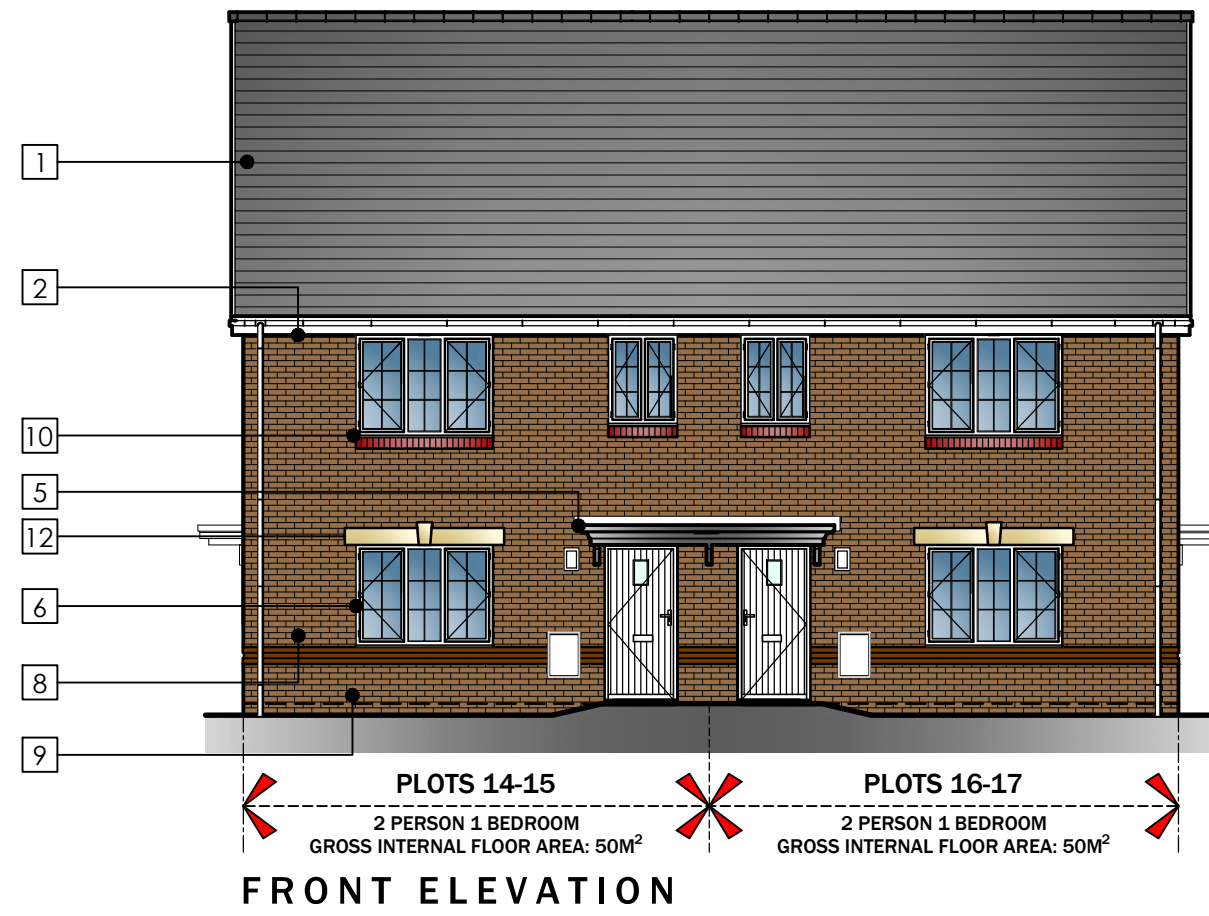 1
2
10
5
12
6
8
9
PLOTS 14-15
2 PERSON 1 BEDROOM
GROSS INTERNAL FLOOR AREA: 50M²
PLOTS 16-17
2 PERSON 1 BEDROOM
GROSS INTERNAL FLOOR AREA: 50M²
FRONT ELEVATION